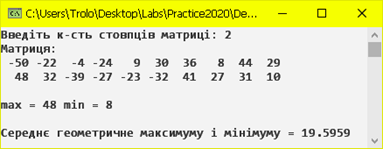 C:\Users\Trolo\Desktop\Labs\Practice2020\De...
Введіть к-сть стовпців матриці: 2
Матриця:
-50 -22 -4 -24 9 30 36 8 44 29
48 32 -39 -27 -23 -32 41 27 31 10
max = 48 min = 8
Середнє геометричне максимуму і мінімуму = 19.5959